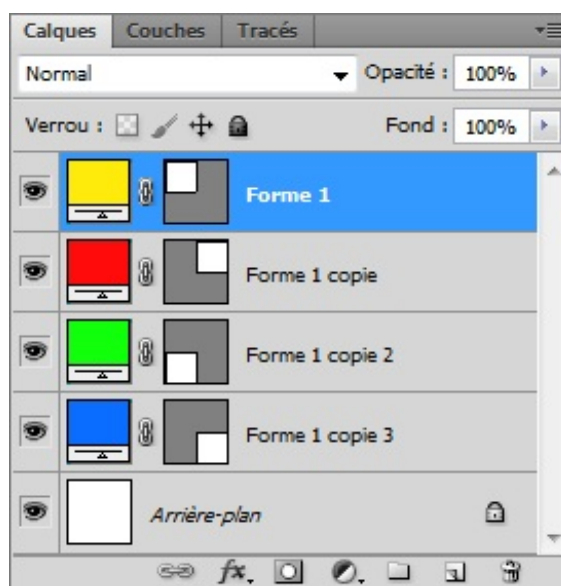 Calques Couches Tracés
Normal Opacité : 100%
Verrou : Fond : 100%
Forme 1
Forme 1 copie
Forme 1 copie 2
Forme 1 copie 3
Arrière-plan
fx.